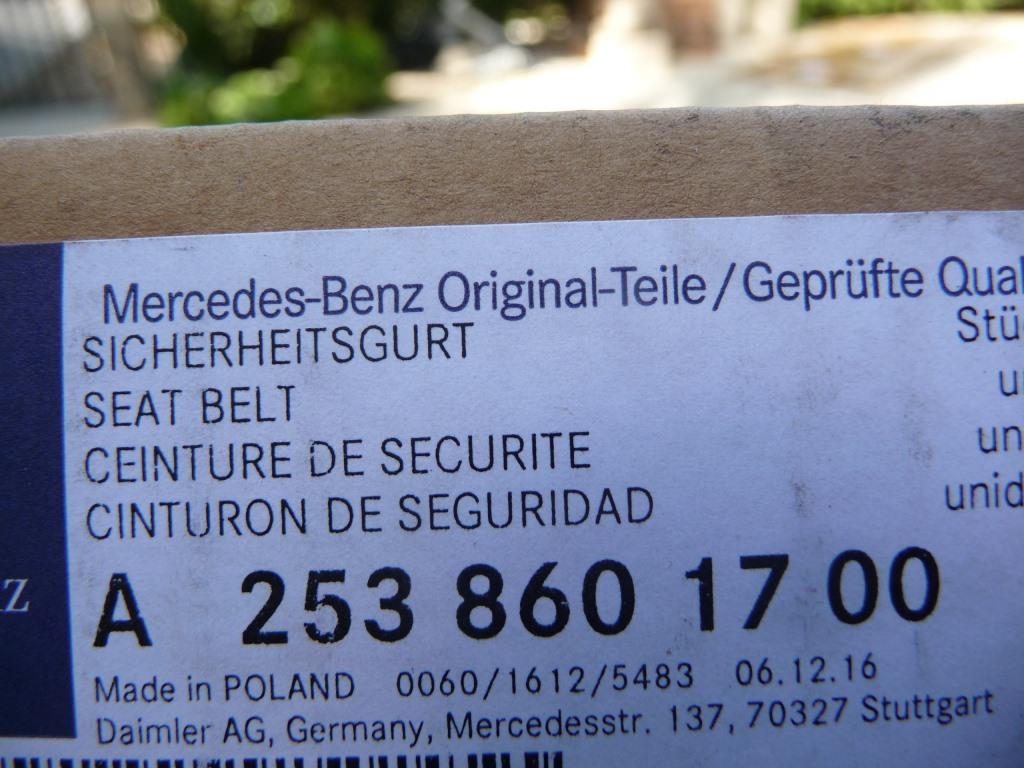 Mercedes-Benz Original-Teile/Geprüfte Qual
SICHERHEITSGURT
Stü
SEAT BELT
u
CEINTURE DE SECURITE
un
CINTURON DE SEGURIDAD
unid
A 253 860 17 00
Made in POLAND 0060/1612/5483 06.12.16
Daimler AG, Germany, Mercedesstr. 137, 70327 Stuttgart
z